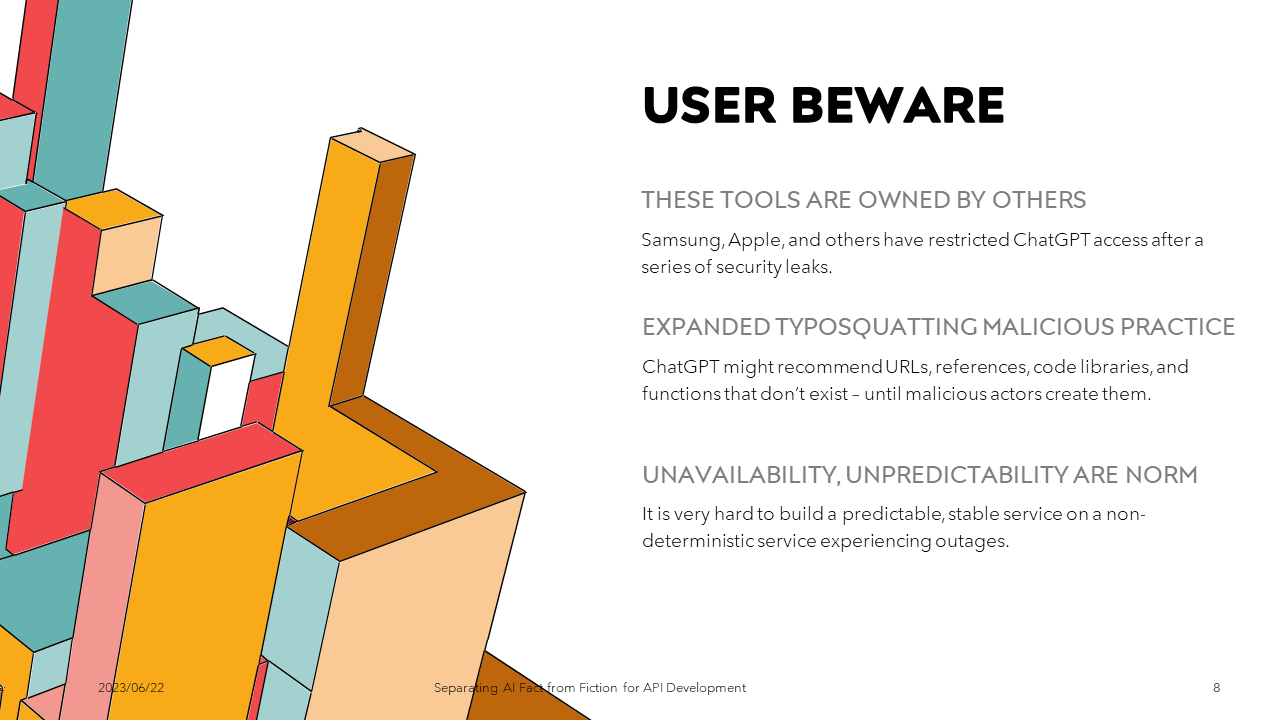 USER BEWARE
THESE TOOLS ARE OWNED BY OTHERS
Samsung, Apple, and others have restricted ChatGPT access after a
series of security leaks.
EXPANDED TYPOSQUATTING MALICIOUS PRACTICE
ChatGPT might recommend URLs, references, code libraries, and
functions that don’t exist – until malicious actors create them.
UNAVAILABILITY, UNPREDICTABILITY ARE NORM
It is very hard to build a predictable, stable service on a non-
deterministic service experiencing outages.
2023/06/22
Separating AI Fact from Fiction for API Development
8